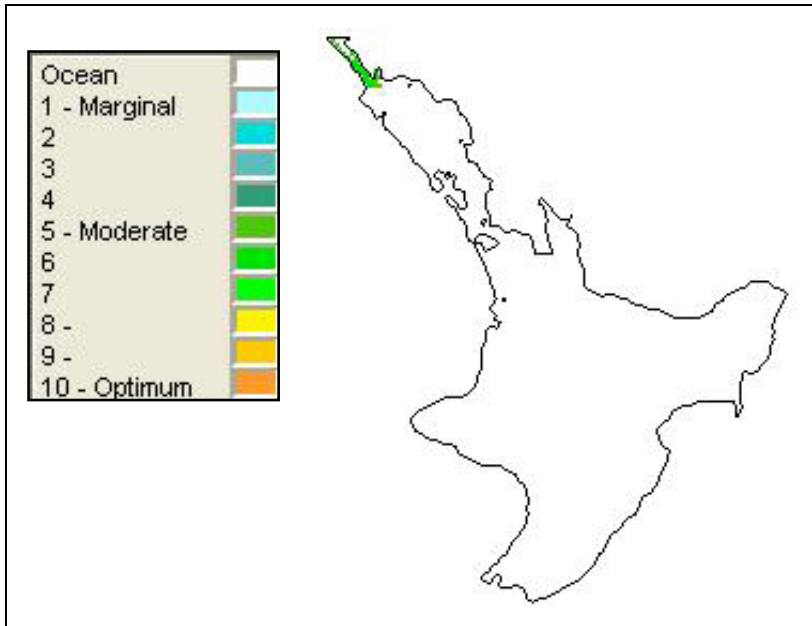 Ocean
1 - Marginal
2
3
4
5 - Moderate
6
7
8 -
9 -
10 - Optimum